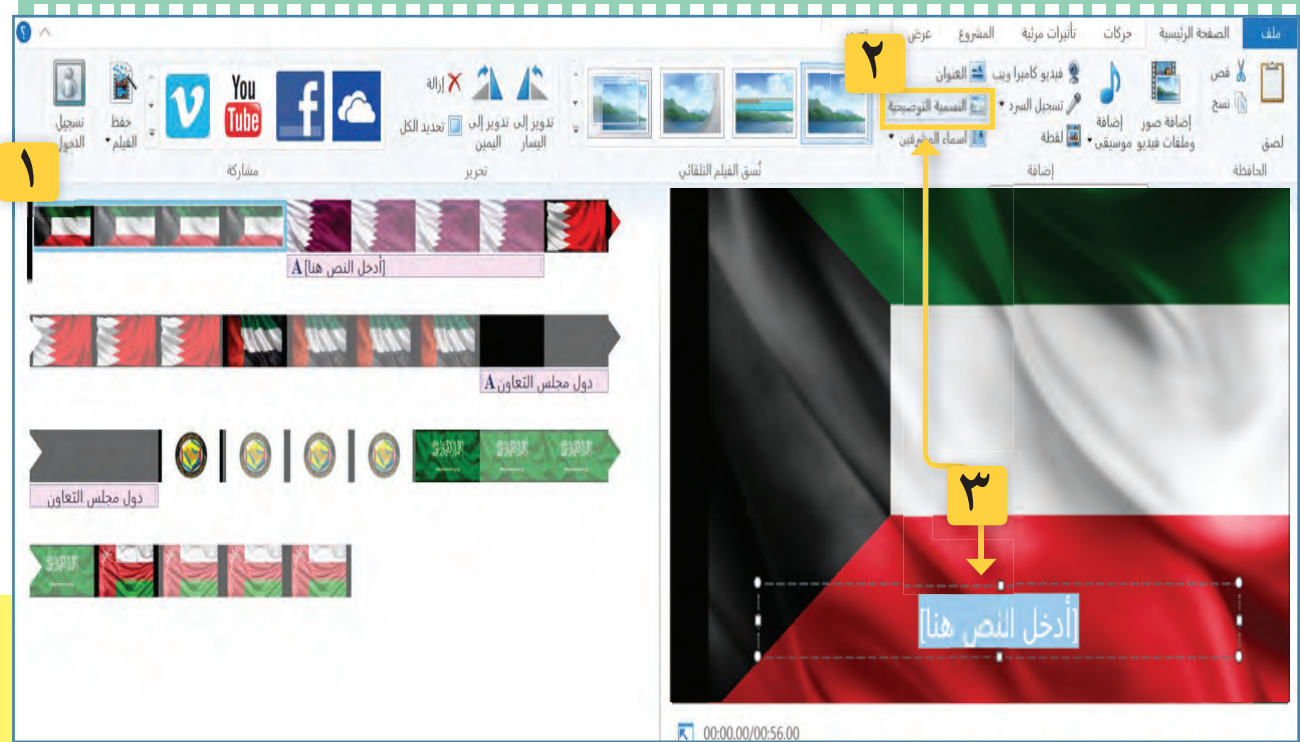 ملف الصفحة الرئيسية حركات تأثيرات مرئية المشروع عرض
٢
قص
نسخ
لصق
الحافظة
إضافة صور وملفات فيديو
إضافة موسيقى
فيديو كاميرا ويب
تسجيل السرد
لقطة
العنوان
التسمية التوضيحية
أسماء المشرفين
إضافة
نُسق الفيلم التلقائي
تدوير إلى اليسار
تدوير إلى اليمين
إزالة
تحديد الكل
تحرير
You
Tube
f
مشاركة
حفظ الفيلم
تسجيل الدخول
؟
١
[أدخل النص هنا] A
دول مجلس التعاون A
دول مجلس التعاون
٣
[أدخل النص هنا]
00:00.00/00:56.00